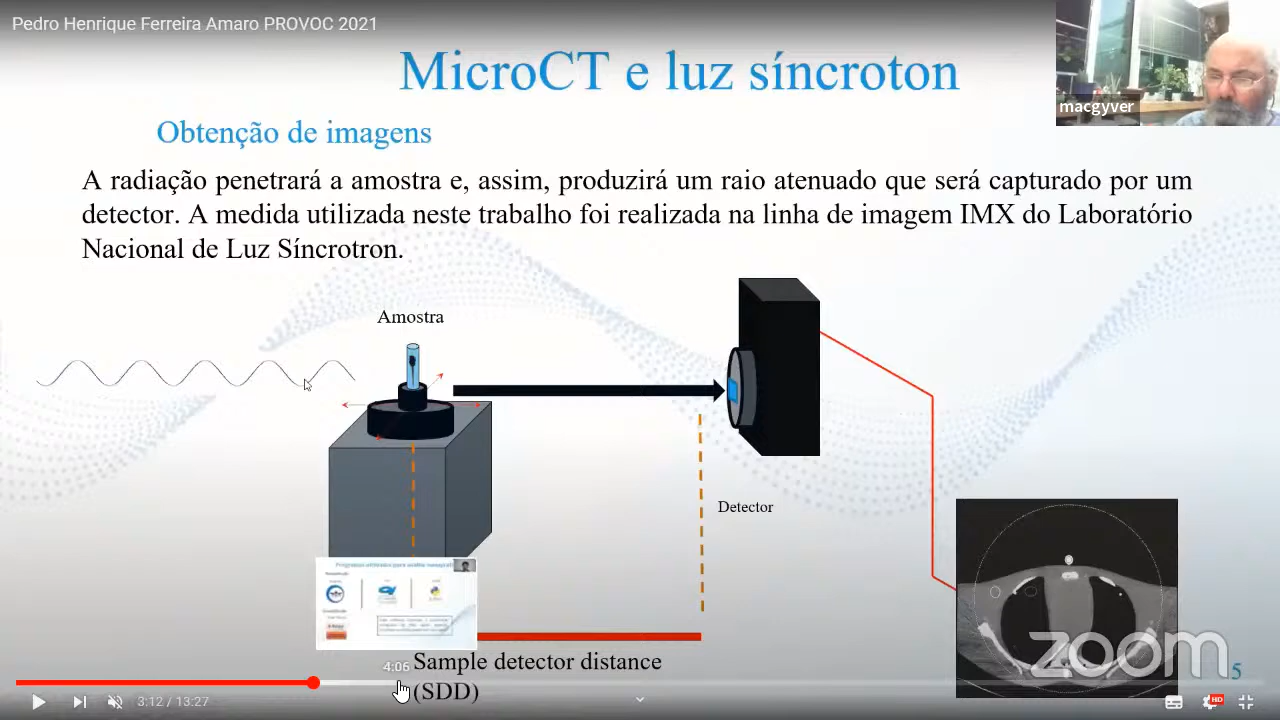 Pedro Henrique Ferreira Amaro PROVOC 2021
MicroCT e luz síncroton
macgyver
Obtenção de imagens
A radiação penetrará a amostra e, assim, produzirá um raio atenuado que será capturado por um
detector. A medida utilizada neste trabalho foi realizada na linha de imagem IMX do Laboratório
Nacional de Luz Síncrotron.
Amostra
Detector
4:06
Sample detector distance
(SDD)
zoom
5
3:12 / 13:27
HD